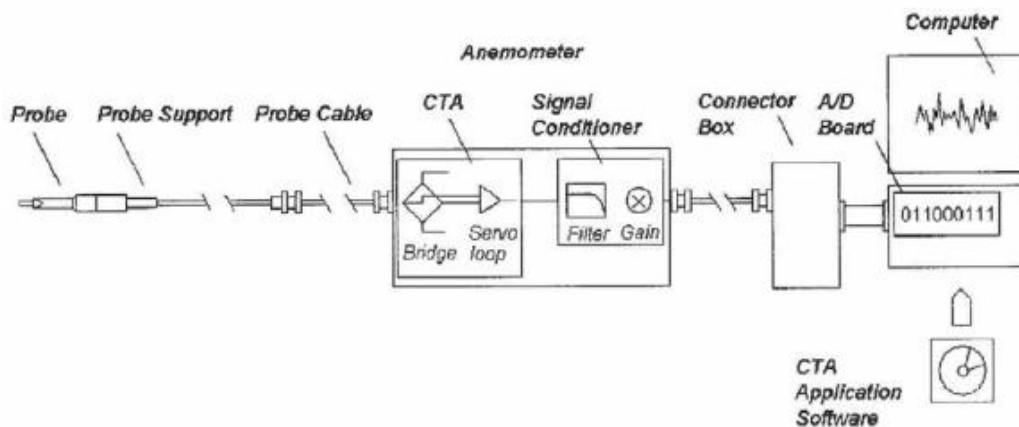 Computer
Anemometer
Probe
Probe Support
Probe Cable
CTA
Signal
Conditioner
Connector
Box
A/D
Board
Bridge
Servo
loop
Filter
Gain
011000111
CTA
Application
Software